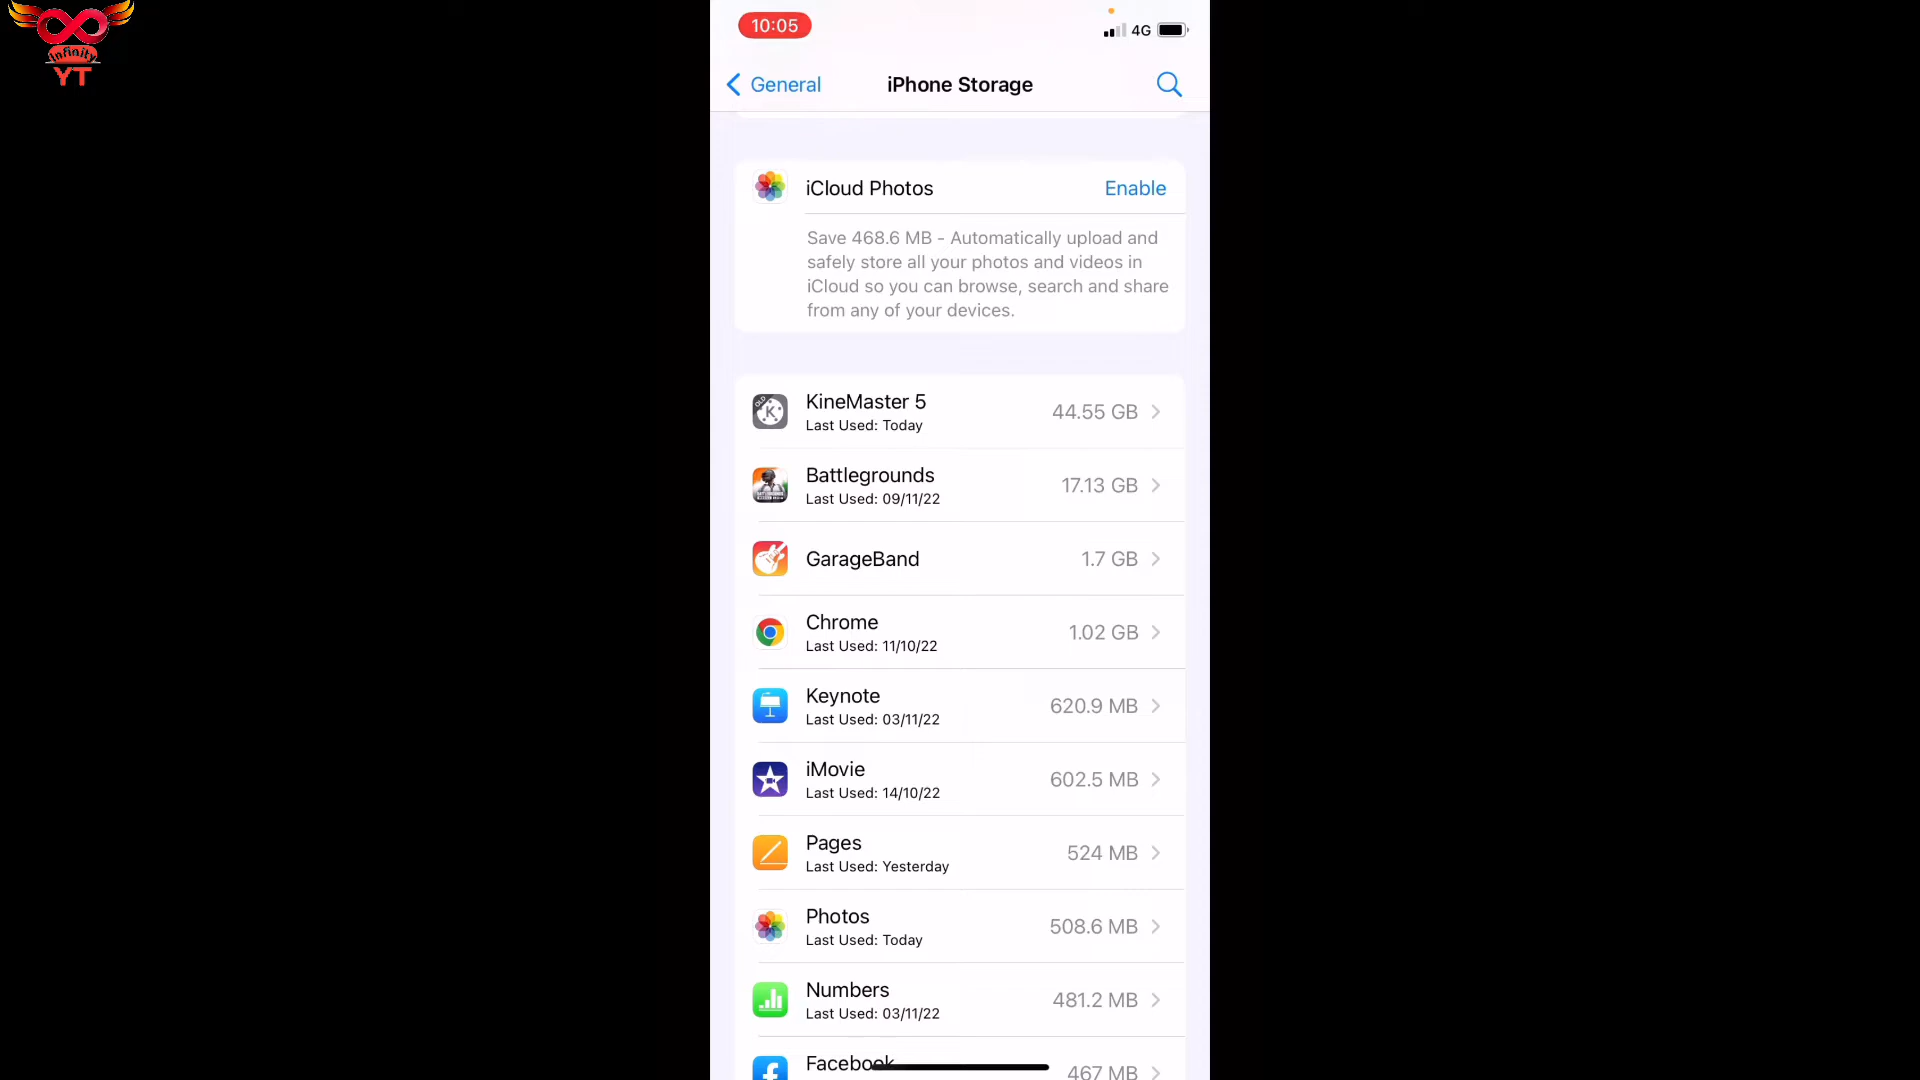 Infinity
YT
10:05
4G
General
iPhone Storage
iCloud Photos
Enable
Save 468.6 MB - Automatically upload and
safely store all your photos and videos in
iCloud so you can browse, search and share
from any of your devices.
OLD
K
KineMaster 5
Last Used: Today
44.55 GB
Battlegrounds
Last Used: 09/11/22
17.13 GB
GarageBand
1.7 GB
Chrome
Last Used: 11/10/22
1.02 GB
Keynote
Last Used: 03/11/22
620.9 MB
iMovie
Last Used: 14/10/22
602.5 MB
Pages
Last Used: Yesterday
524 MB
Photos
Last Used: Today
508.6 MB
Numbers
Last Used: 03/11/22
481.2 MB
Facebook
467 MB